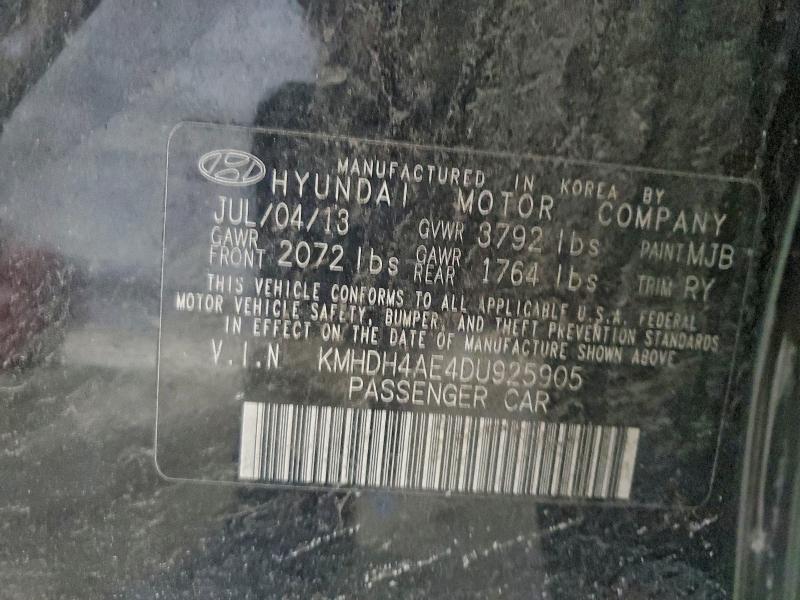 MANUFACTURED IN KOREA BY
HYUNDAI MOTOR COMPANY
JUL/04/13 GVWR 3792 lbs PAINT MJB
GAWR FRONT 2072 lbs GAWR REAR 1764 lbs TRIM RY
THIS VEHICLE CONFORMS TO ALL APPLICABLE U.S.A. FEDERAL
MOTOR VEHICLE SAFETY, BUMPER, AND THEFT PREVENTION STANDARDS
IN EFFECT ON THE DATE OF MANUFACTURE SHOWN ABOVE
V.I.N KMHDH4AE4DU925905
PASSENGER CAR